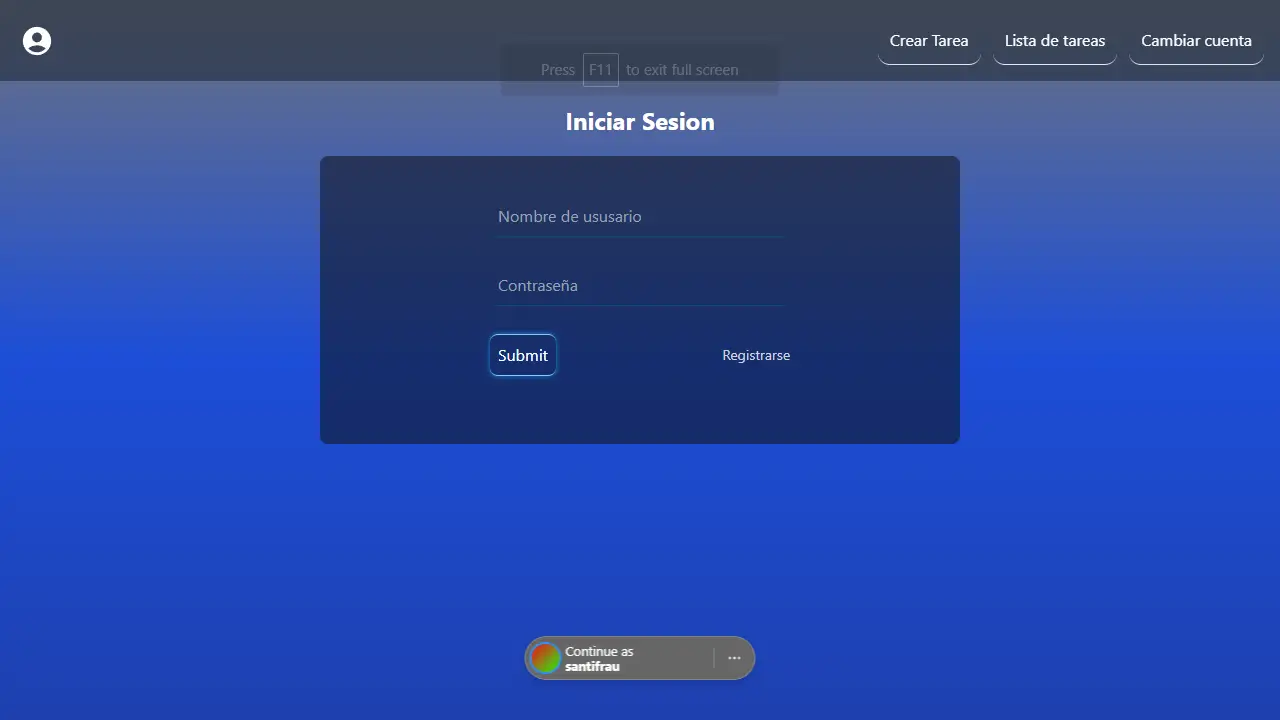 Crear Tarea
Lista de tareas
Cambiar cuenta
Press F11 to exit full screen
Iniciar Sesion
Nombre de ususario
Contraseña
Submit
Registrarse
Continue as
santifrau